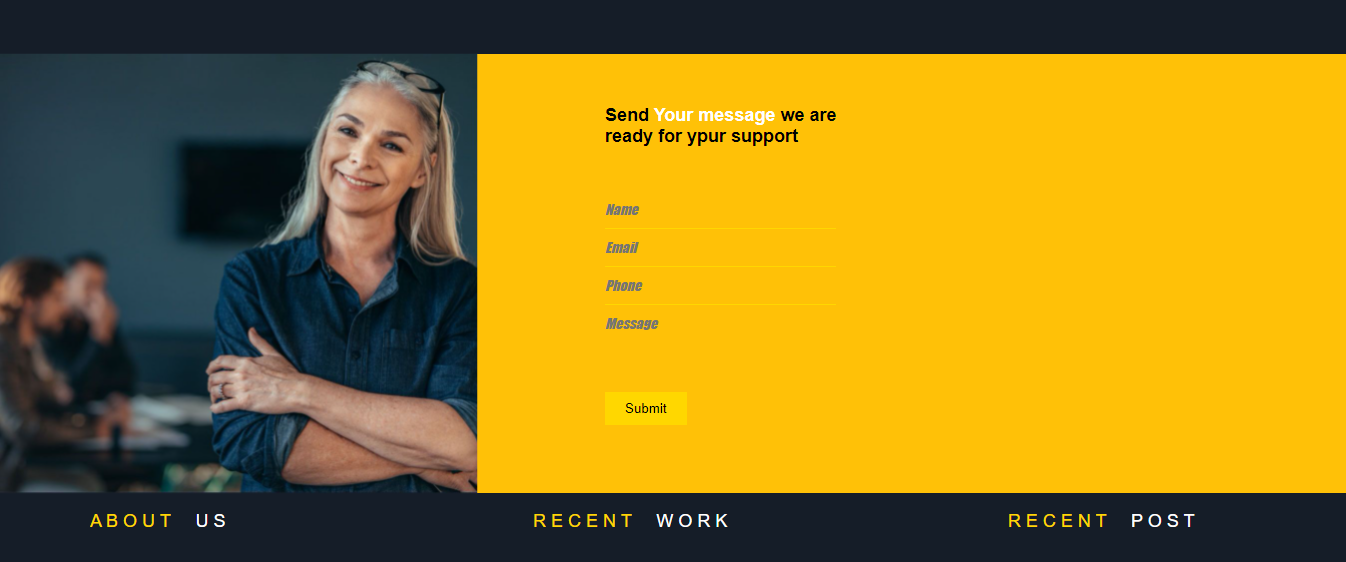 Send Your message we are
ready for ypur support
Name
Email
Phone
Message
Submit
ABOUT US
RECENT WORK
RECENT POST